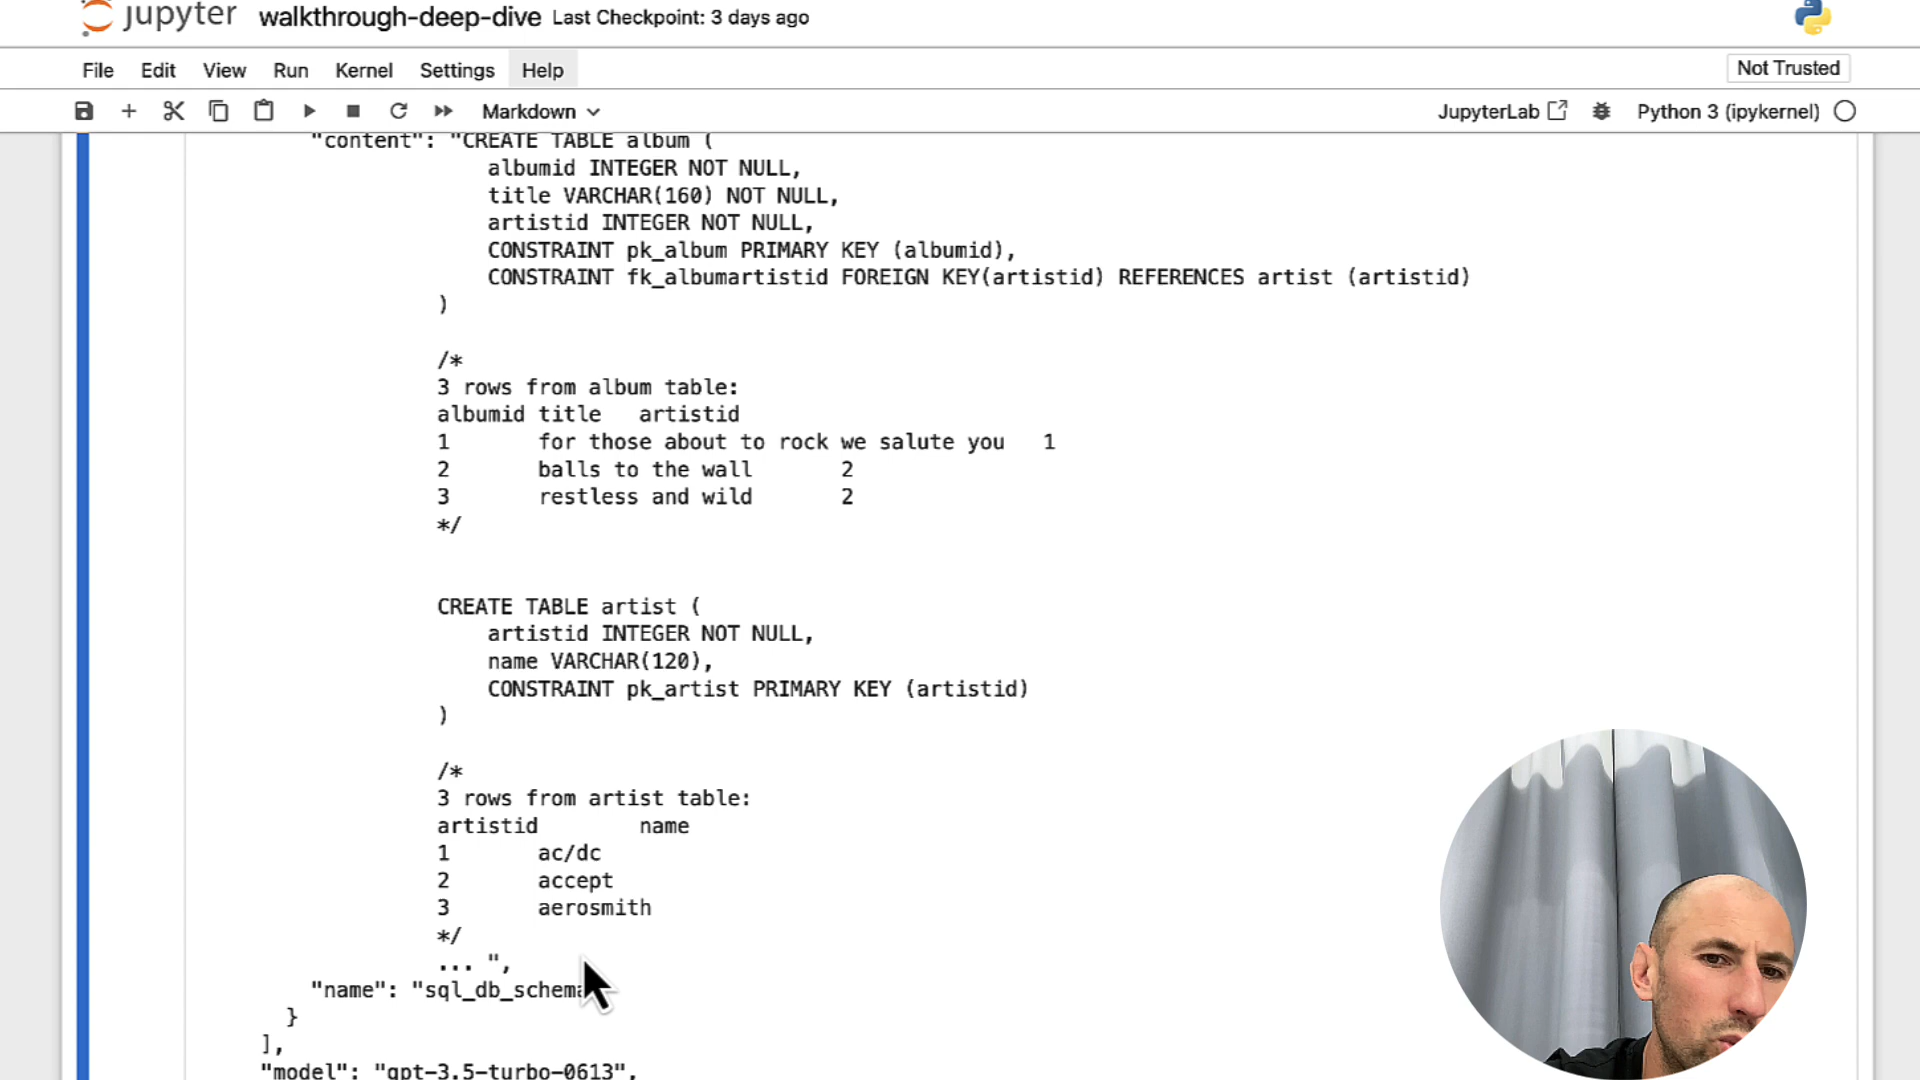 jupyter walkthrough-deep-dive Last Checkpoint: 3 days ago
File Edit View Run Kernel Settings Help Not Trusted
Markdown JupyterLab Python 3 (ipykernel)
"content": "CREATE TABLE album (
albumid INTEGER NOT NULL,
title VARCHAR(160) NOT NULL,
artistid INTEGER NOT NULL,
CONSTRAINT pk_album PRIMARY KEY (albumid),
CONSTRAINT fk_albumartistid FOREIGN KEY(artistid) REFERENCES artist (artistid)
)
/*
3 rows from album table:
albumid title artistid
1 for those about to rock we salute you 1
2 balls to the wall 2
3 restless and wild 2
*/
CREATE TABLE artist (
artistid INTEGER NOT NULL,
name VARCHAR(120),
CONSTRAINT pk_artist PRIMARY KEY (artistid)
)
/*
3 rows from artist table:
artistid name
1 ac/dc
2 accept
3 aerosmith
*/
... ",
"name": "sql_db_schema
}
],
"model": "gpt-3.5-turbo-0613",